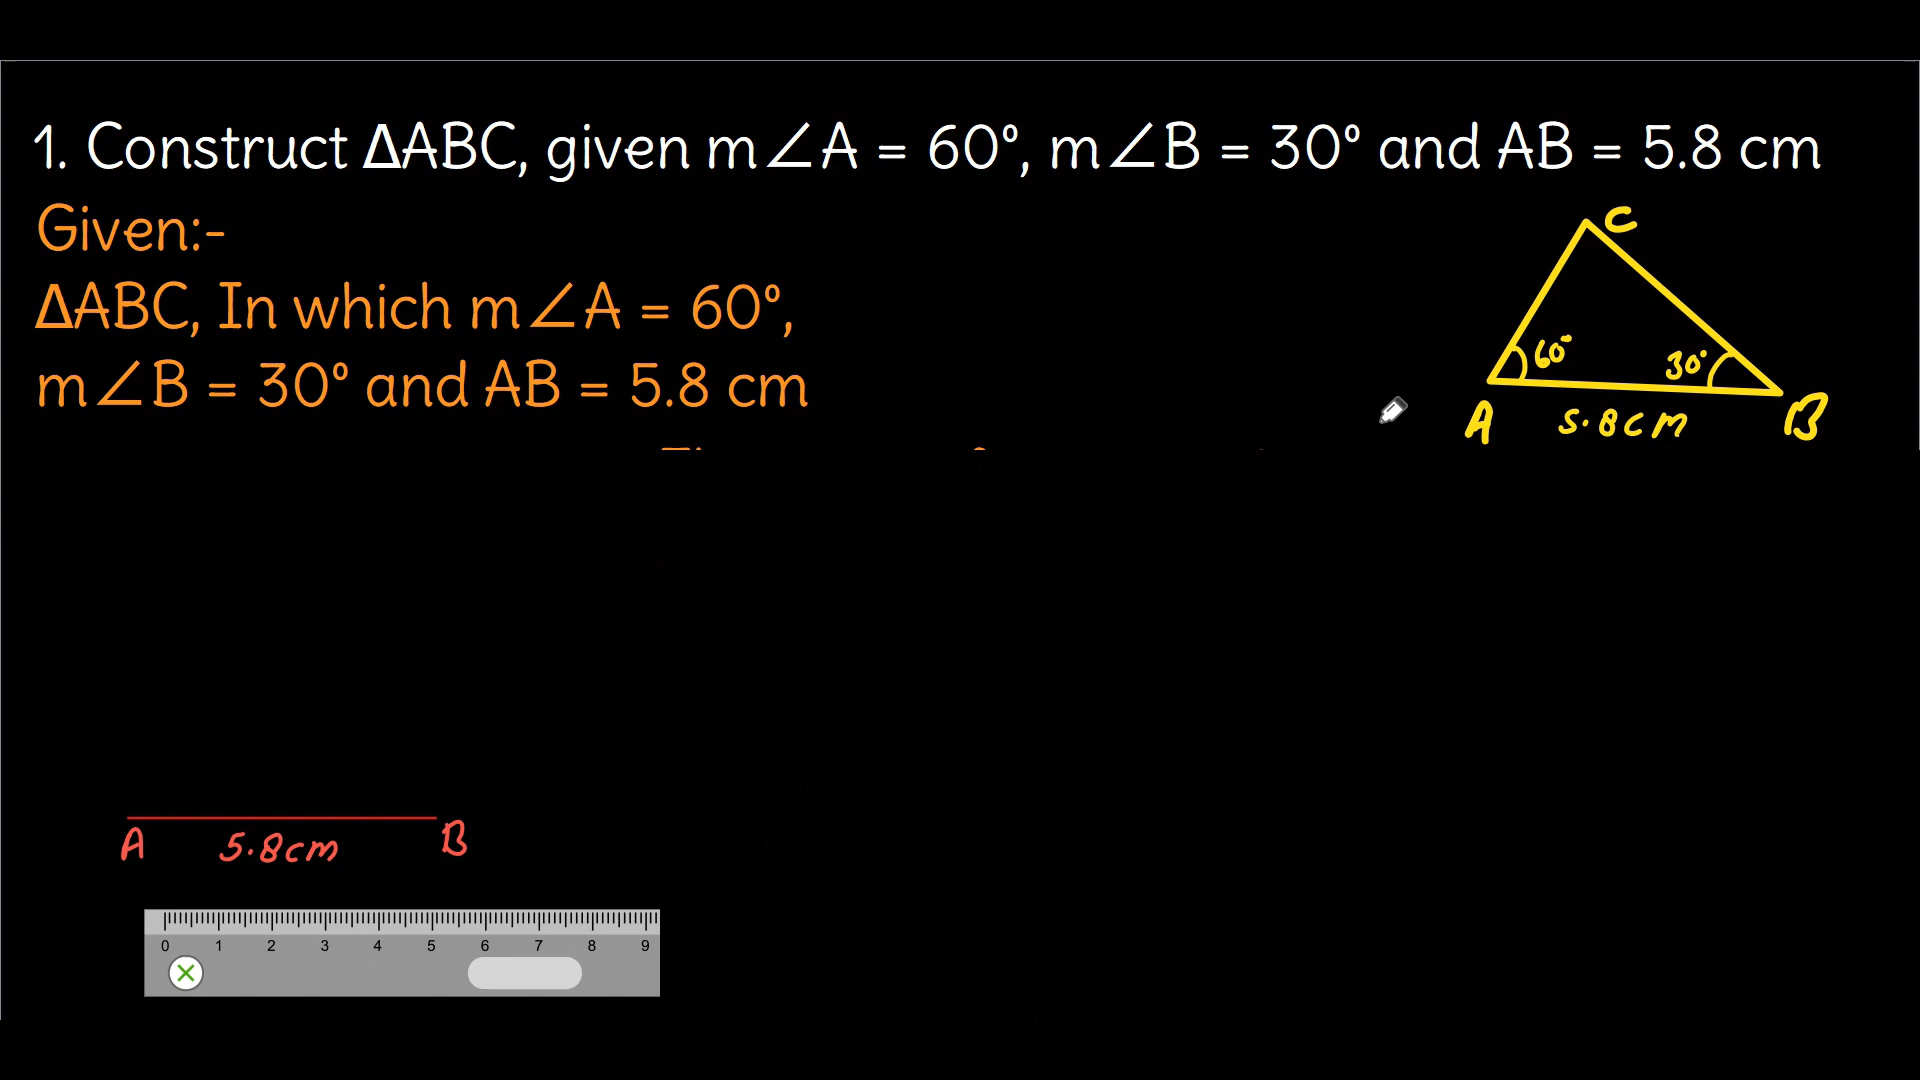 1. Construct ΔABC, given m∠A = 60°, m∠B = 30° and AB = 5.8 cm
Given:-
ΔABC, In which m∠A = 60°,
m∠B = 30° and AB = 5.8 cm
C
60°
30°
A
5.8cm
B
A
5.8cm
B
0 1 2 3 4 5 6 7 8 9